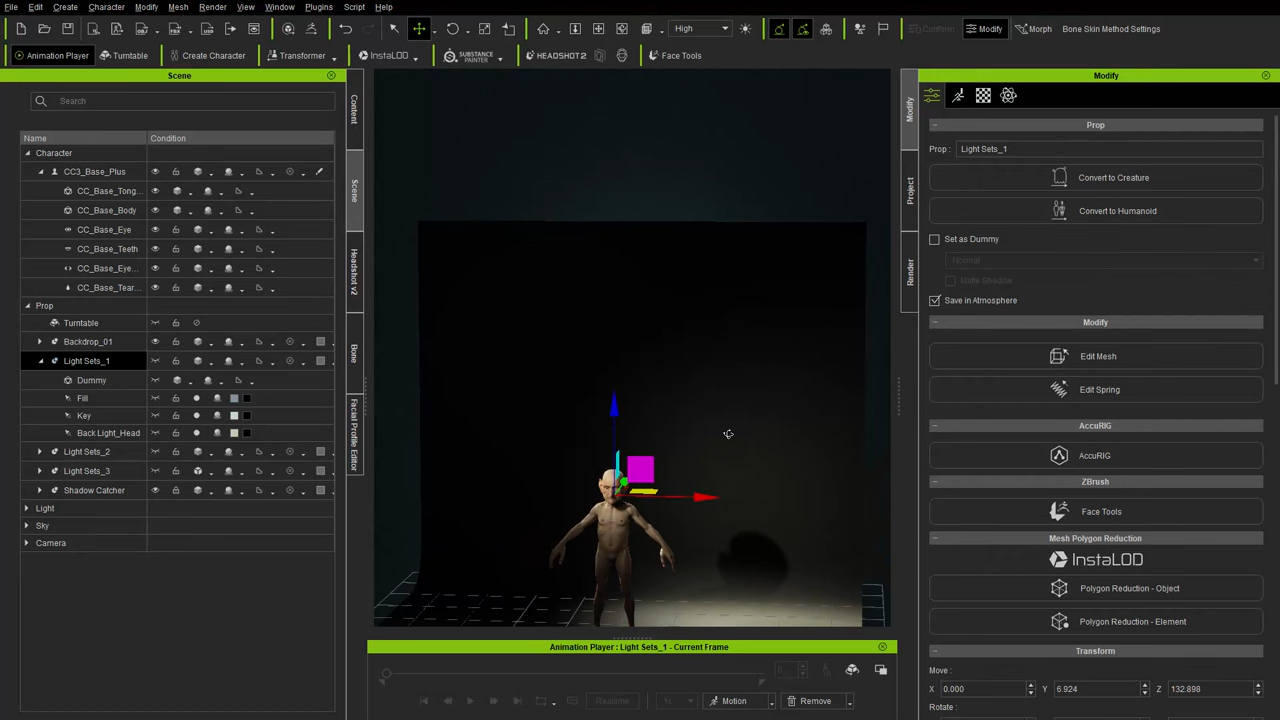 File Edit Create Character Modify Mesh Render View Window Plugins Script Help
High Modify Morph Bone Skin Method Settings
Animation Player Turntable Create Character Transformer InstaLOD SUBSTANCE PAINTER HEADSHOT2 Face Tools
Scene
Search
Name Condition
Character
CC3_Base_Plus
CC_Base_Tong...
CC_Base_Body
CC_Base_Eye
CC_Base_Teeth
CC_Base_Eye...
CC_Base_Tear...
Prop
Turntable
Backdrop_01
Light Sets_1
Dummy
Fill
Key
Back Light_Head
Light Sets_2
Light Sets_3
Shadow Catcher
Light
Sky
Camera
Content
Scene
Headshot v2
Bone
Facial Profile Editor
Animation Player : Light Sets_1 - Current Frame
Realtime 1x Motion Remove
Modify
Project
Render
Modify
Prop
Prop : Light Sets_1
Convert to Creature
Convert to Humanoid
Set as Dummy
Normal
Matte Shadow
Save in Atmosphere
Modify
Edit Mesh
Edit Spring
AccuRIG
AccuRIG
ZBrush
Face Tools
Mesh Polygon Reduction
InstaLOD
Polygon Reduction - Object
Polygon Reduction - Element
Transform
Move :
X 0.000 Y 6.924 Z 132.898
Rotate :